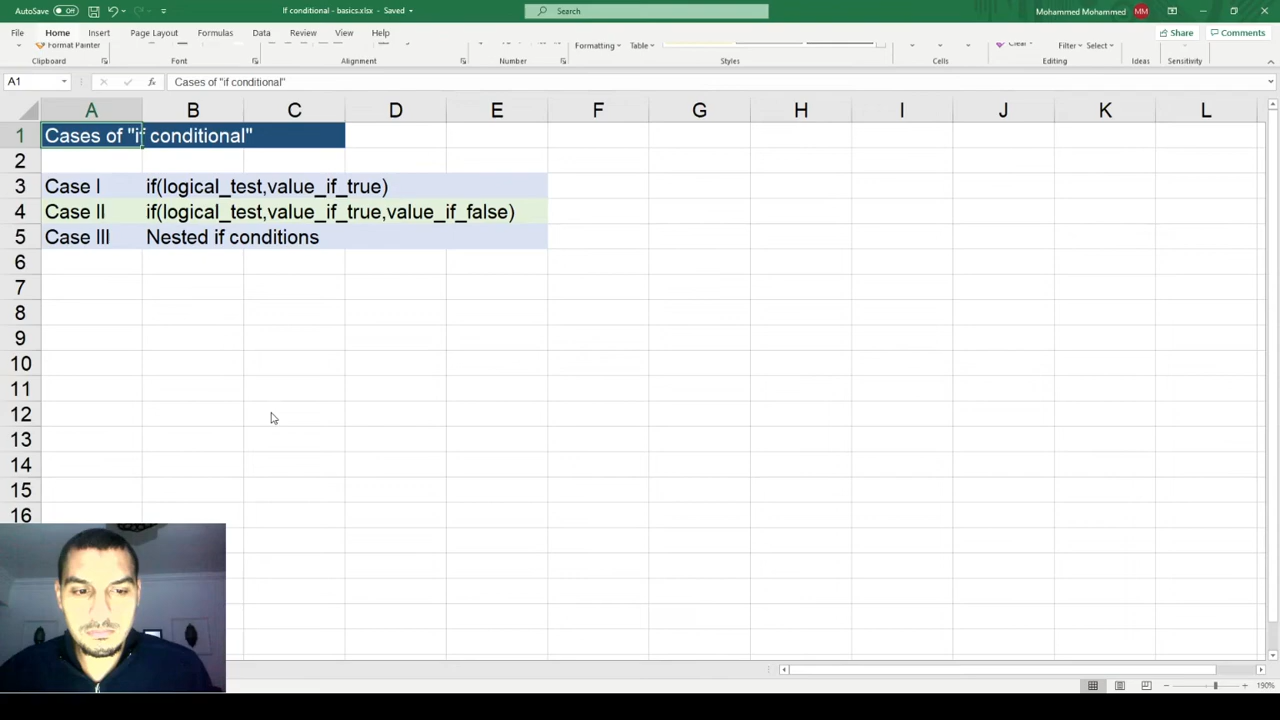 AutoSave Off If conditional - basics.xlsx - Saved Search Mohammed Mohammed MM
File Home Insert Page Layout Formulas Data Review View Help Share Comments
Format Painter Formatting Table Clear Filter Select
Clipboard Font Alignment Number Styles Cells Editing Ideas Sensitivity
A1 fx Cases of "if conditional"
A B C D E F G H I J K L
1 Cases of "if conditional"
2
3 Case I if(logical_test,value_if_true)
4 Case II if(logical_test,value_if_true,value_if_false)
5 Case III Nested if conditions
6
7
8
9
10
11
12
13
14
15
16
190%